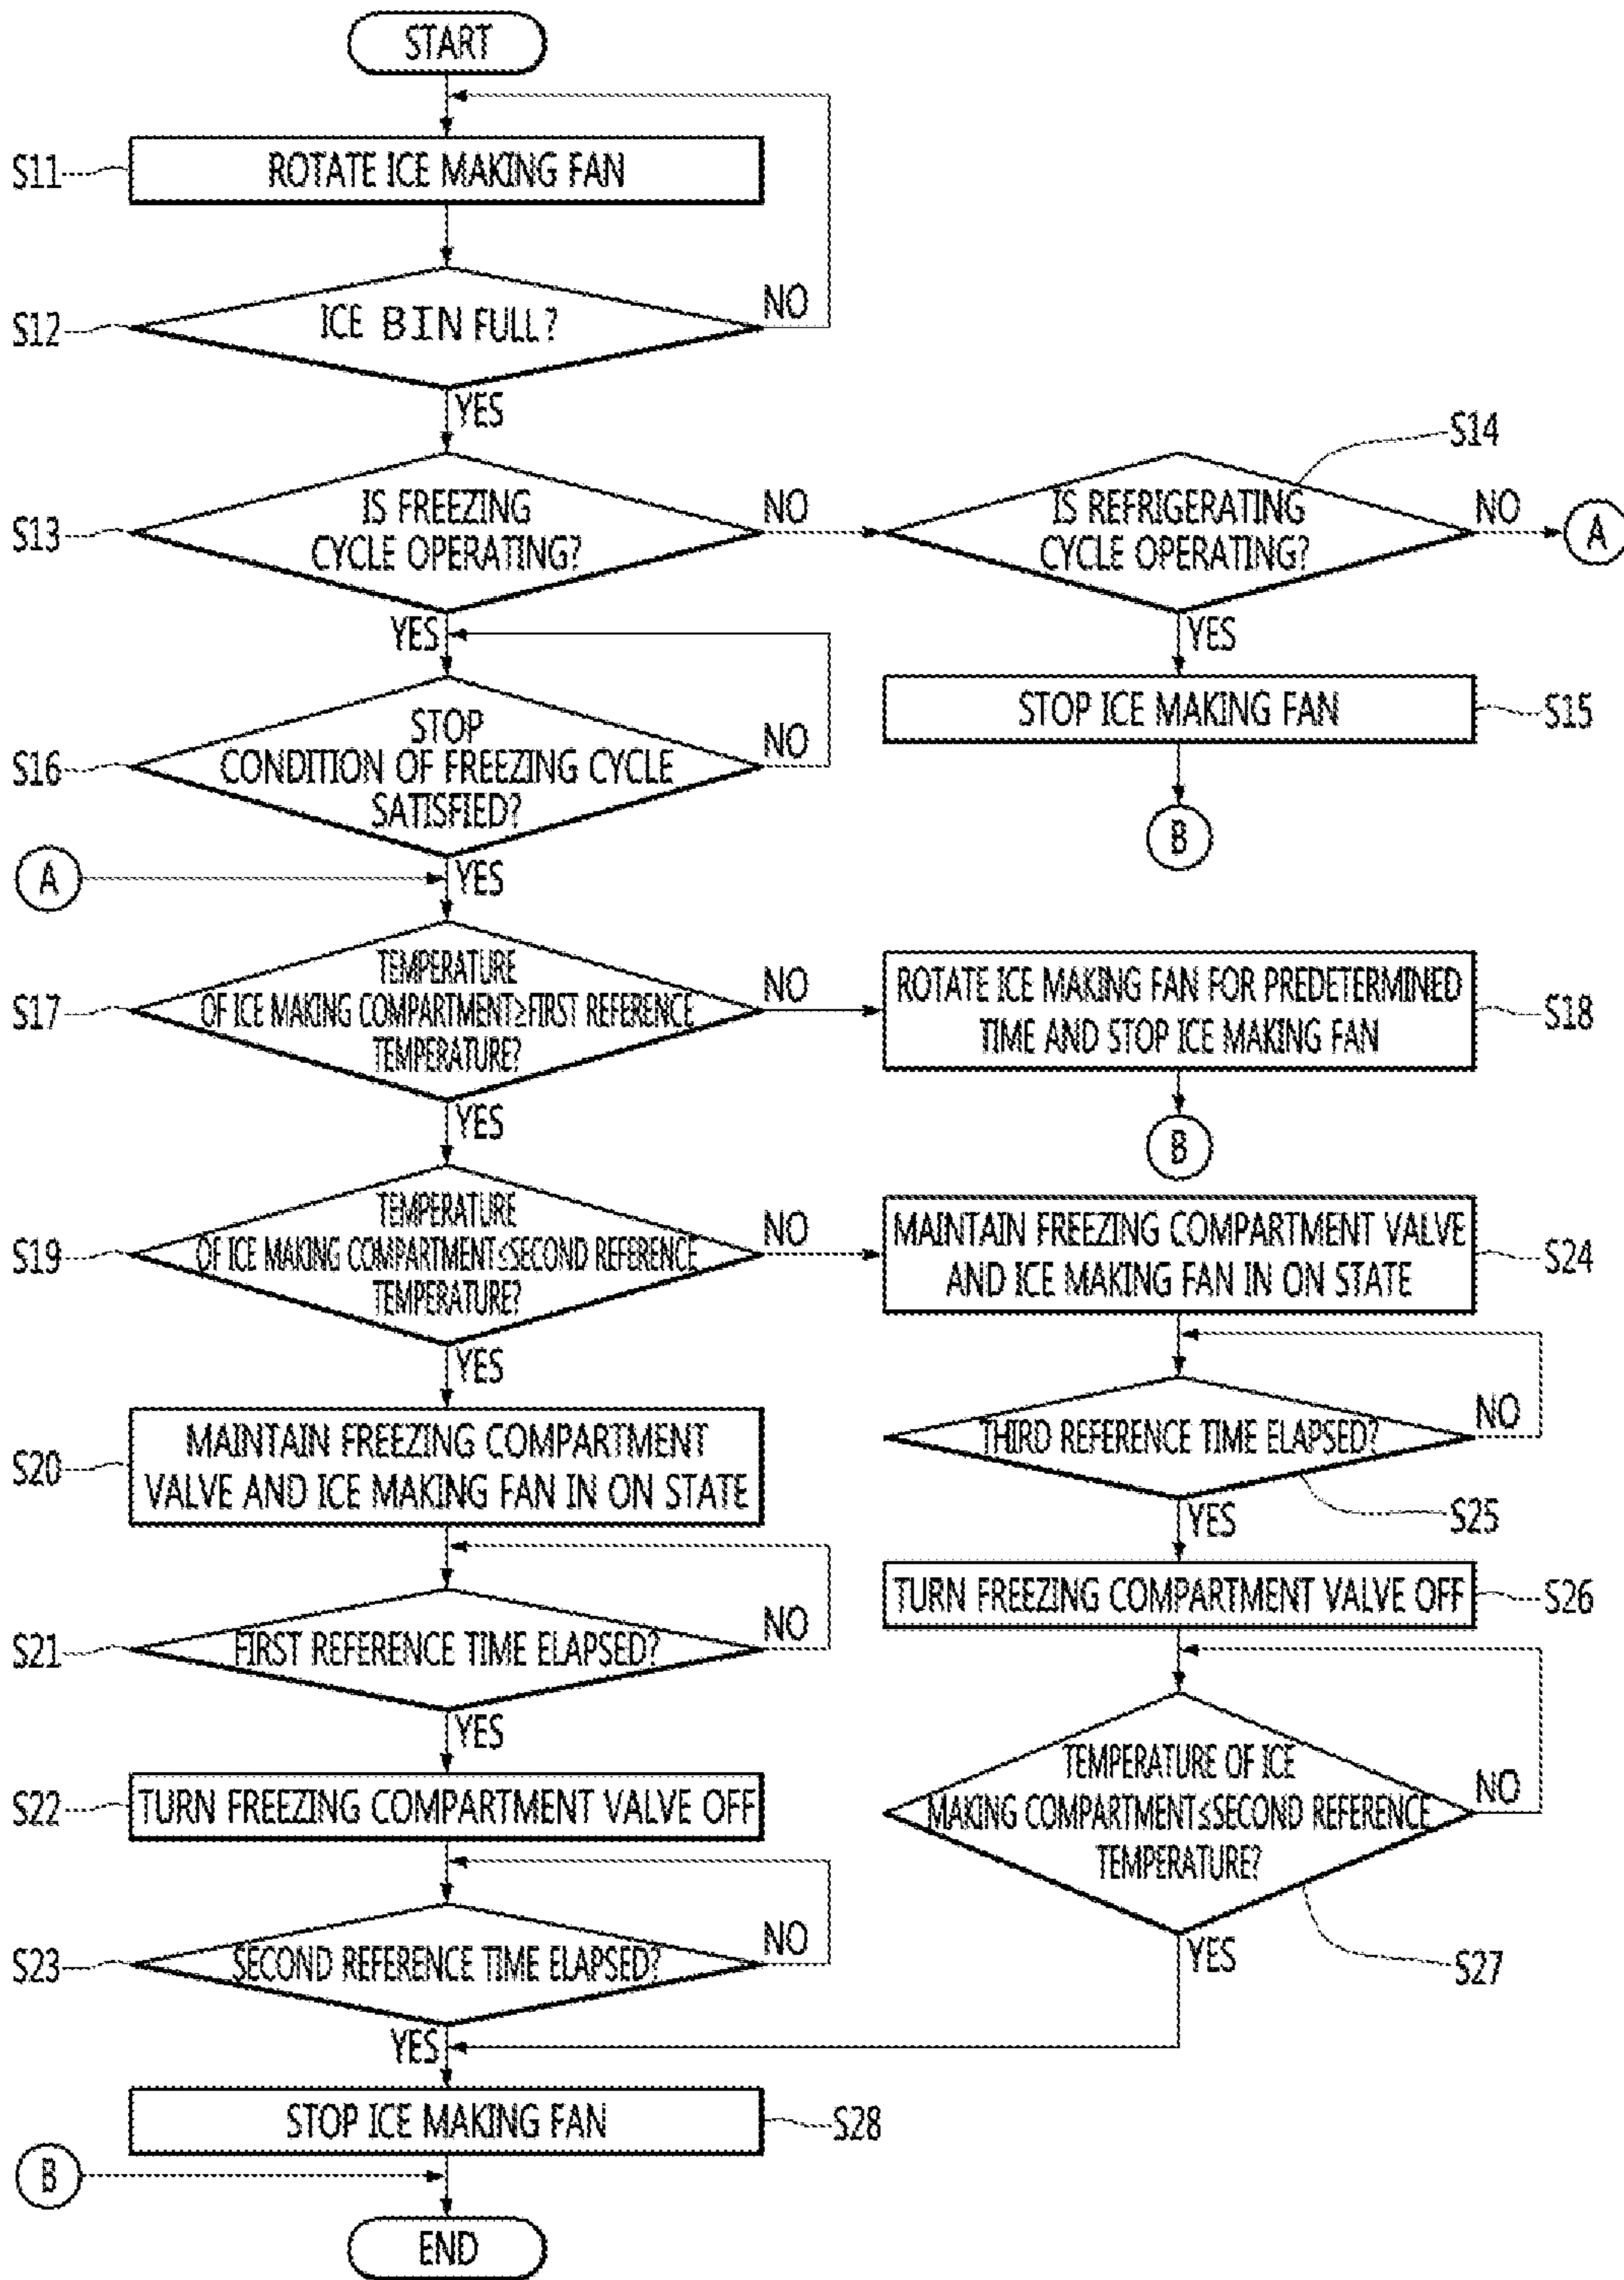 START
S11
ROTATE ICE MAKING FAN
S12
ICE BIN FULL?
NO
YES
S13
IS FREEZING
CYCLE OPERATING?
NO
S14
IS REFRIGERATING
CYCLE OPERATING?
NO
A
YES
YES
STOP ICE MAKING FAN
S15
B
S16
STOP
CONDITION OF FREEZING CYCLE
SATISFIED?
NO
A
YES
S17
TEMPERATURE
OF ICE MAKING COMPARTMENT≥FIRST REFERENCE
TEMPERATURE?
NO
ROTATE ICE MAKING FAN FOR PREDETERMINED
TIME AND STOP ICE MAKING FAN
S18
B
YES
S19
TEMPERATURE
OF ICE MAKING COMPARTMENT≤SECOND REFERENCE
TEMPERATURE?
NO
MAINTAIN FREEZING COMPARTMENT VALVE
AND ICE MAKING FAN IN ON STATE
S24
YES
S20
MAINTAIN FREEZING COMPARTMENT
VALVE AND ICE MAKING FAN IN ON STATE
THIRD REFERENCE TIME ELAPSED?
NO
S25
YES
S21
FIRST REFERENCE TIME ELAPSED?
NO
YES
TURN FREEZING COMPARTMENT VALVE OFF
S26
S22
TURN FREEZING COMPARTMENT VALVE OFF
TEMPERATURE OF ICE
MAKING COMPARTMENT≤SECOND REFERENCE
TEMPERATURE?
NO
S27
YES
S23
SECOND REFERENCE TIME ELAPSED?
NO
YES
STOP ICE MAKING FAN
S28
B
END